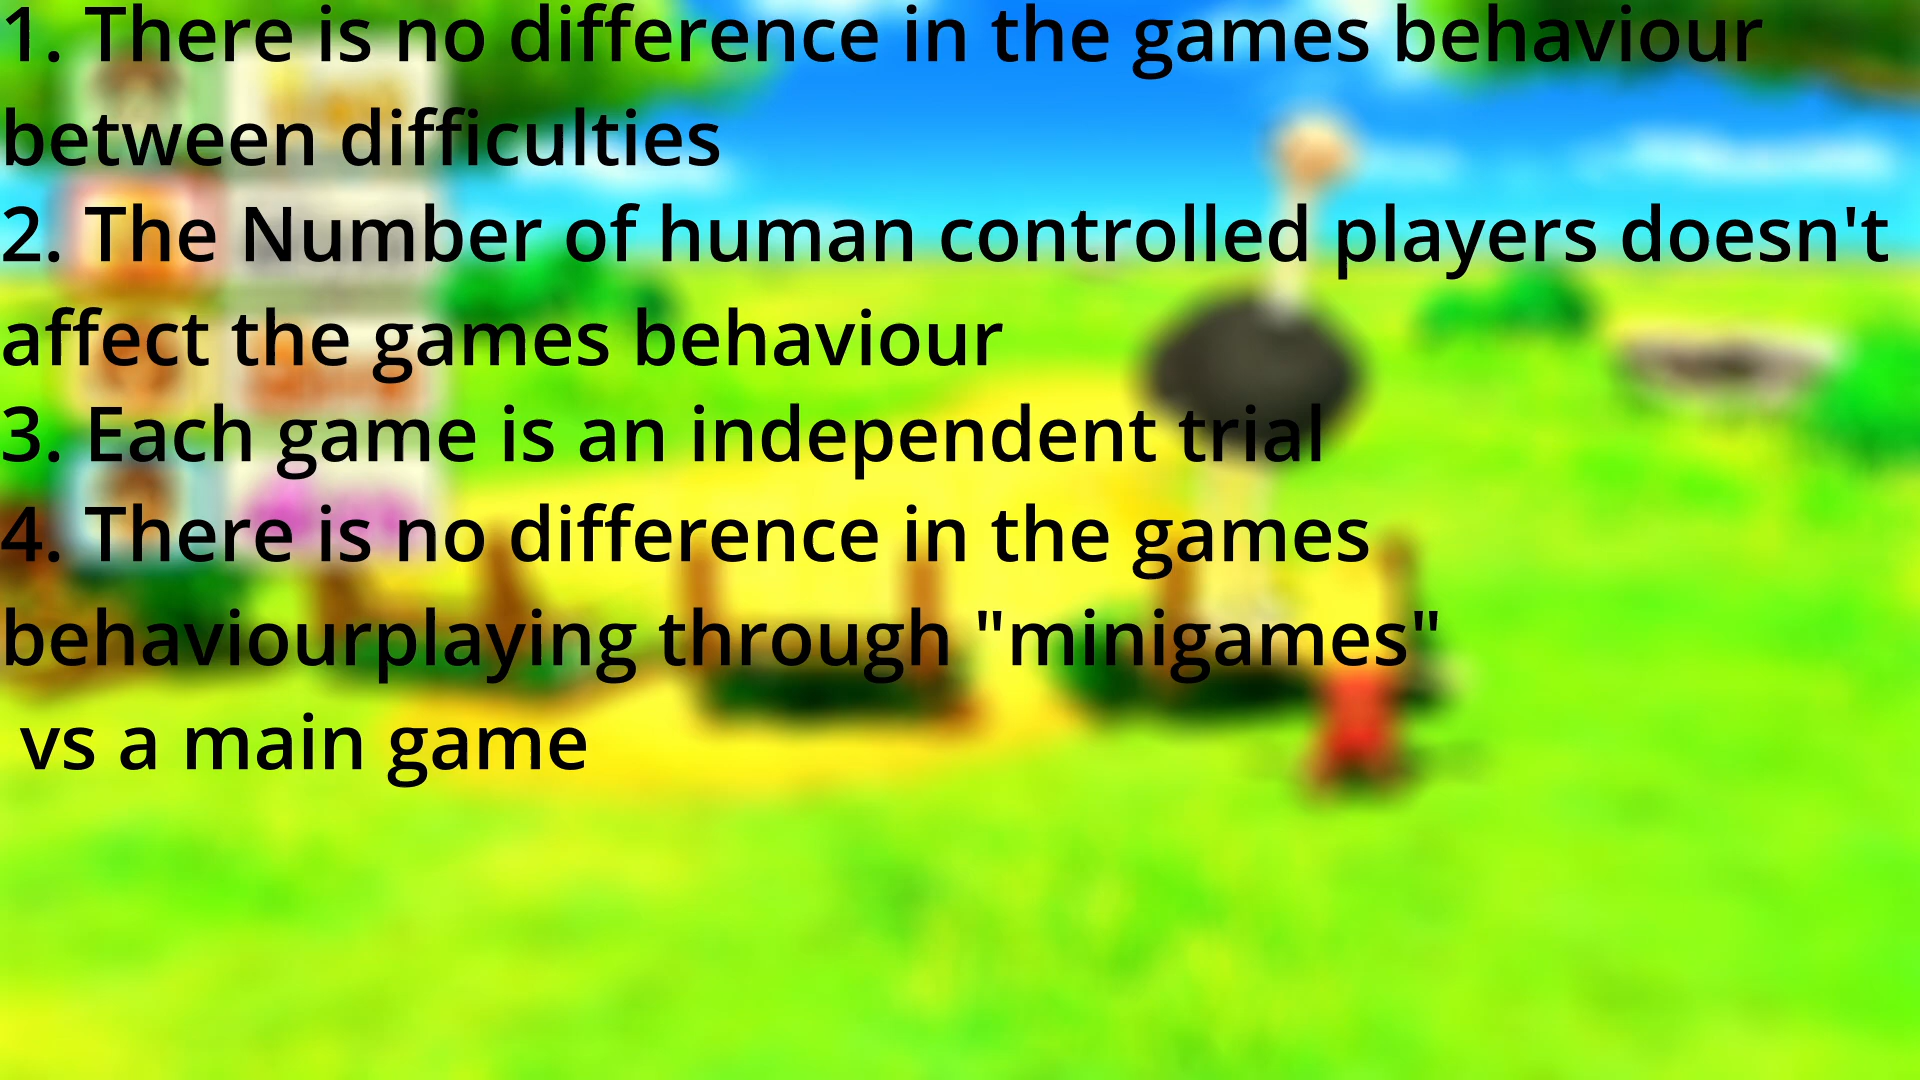 1. There is no difference in the games behaviour
between difficulties
2. The Number of human controlled players doesn't
affect the games behaviour
3. Each game is an independent trial
4. There is no difference in the games
behaviourplaying through "minigames"
vs a main game